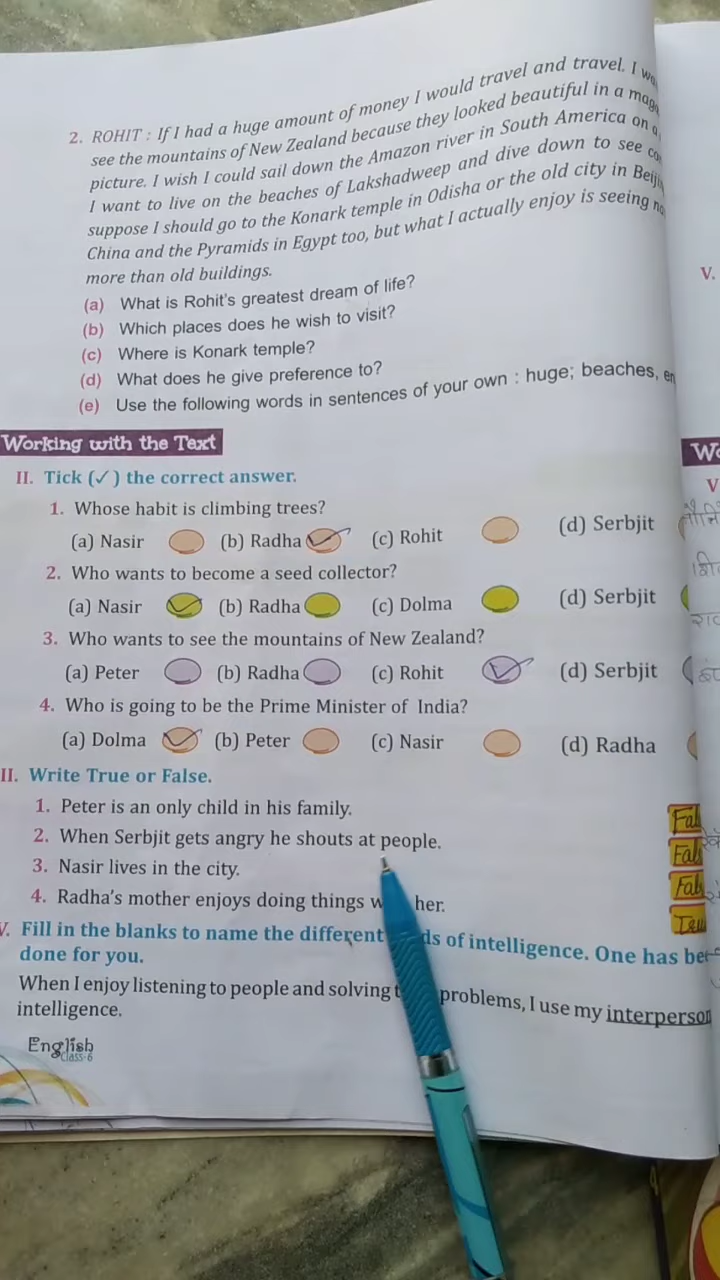 2. ROHIT : If I had a huge amount of money I would travel and travel. I
see the mountains of New Zealand because they looked beautiful in a
picture. I wish I could sail down the Amazon river in South America on
I want to live on the beaches of Lakshadweep and dive down to see
suppose I should go to the Konark temple in Odisha or the old city in
China and the Pyramids in Egypt too, but what I actually enjoy is seeing
more than old buildings.
(a) What is Rohit's greatest dream of life?
(b) Which places does he wish to visit?
(c) Where is Konark temple?
(d) What does he give preference to?
(e) Use the following words in sentences of your own : huge; beaches,
Working with the Text
II. Tick (✓) the correct answer.
1. Whose habit is climbing trees?
(a) Nasir (b) Radha (c) Rohit (d) Serbjit
2. Who wants to become a seed collector?
(a) Nasir (b) Radha (c) Dolma (d) Serbjit
3. Who wants to see the mountains of New Zealand?
(a) Peter (b) Radha (c) Rohit (d) Serbjit
4. Who is going to be the Prime Minister of India?
(a) Dolma (b) Peter (c) Nasir (d) Radha
II. Write True or False.
1. Peter is an only child in his family. Fal
2. When Serbjit gets angry he shouts at people. Fal
3. Nasir lives in the city. Fal
4. Radha's mother enjoys doing things her.
V. Fill in the blanks to name the different of intelligence. One has
done for you.
When I enjoy listening to people and solving problems, I use my interperson
intelligence.
English
Class-6
V.
V